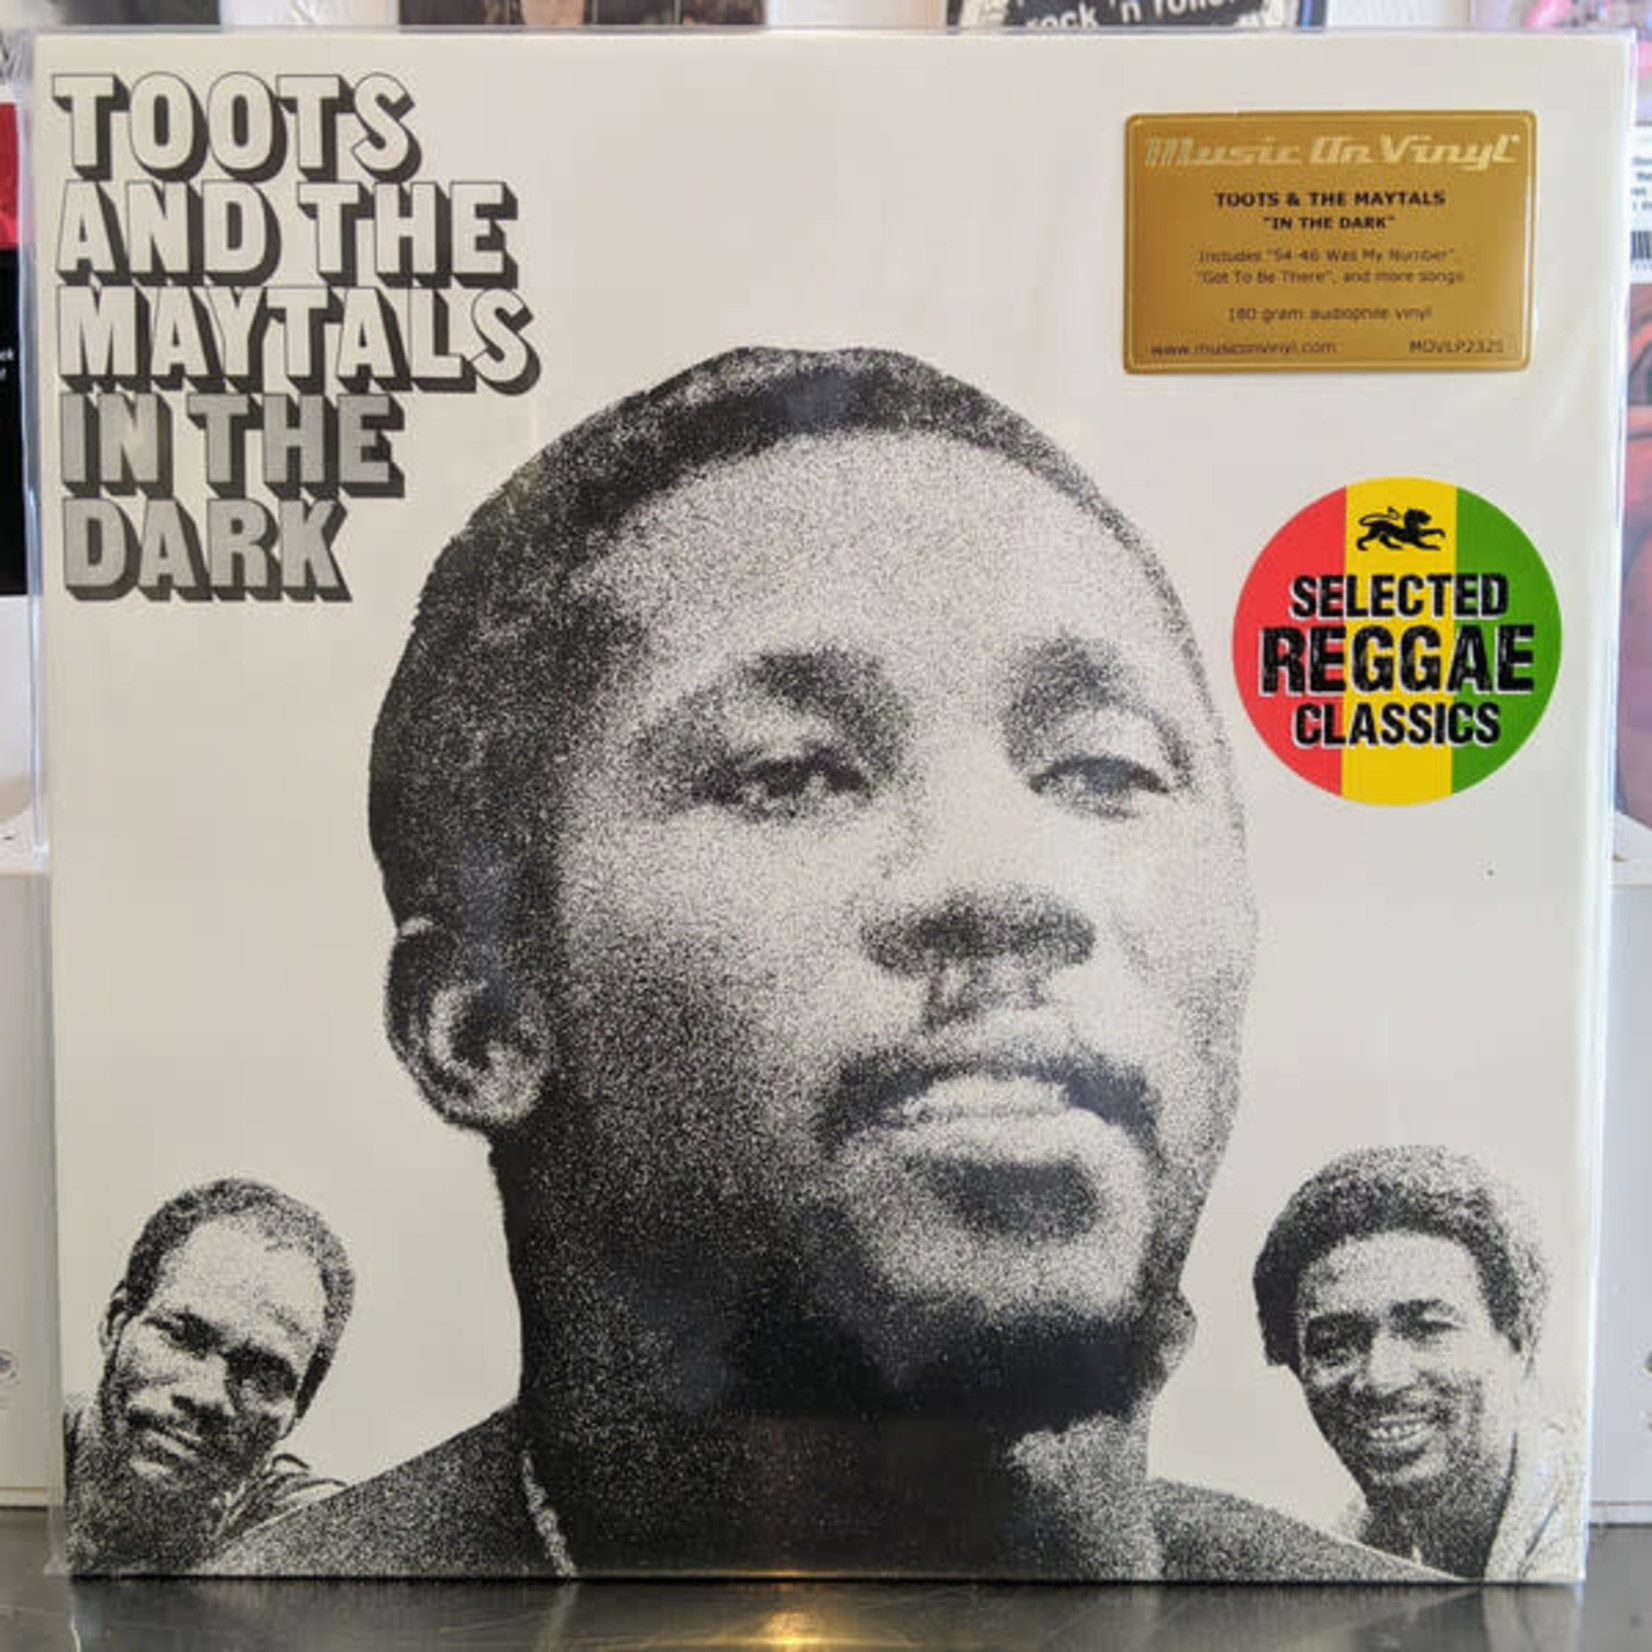 rock 'n roll
TOOTS
AND THE
MAYTALS
IN THE
DARK
Music On Vinyl
TOOTS & THE MAYTALS
"IN THE DARK"
Includes "54-46 Was My Number",
"Got To Be There", and more songs
180 gram audiophile vinyl
www.musiconvinyl.com MOVLP2325
SELECTED
REGGAE
CLASSICS